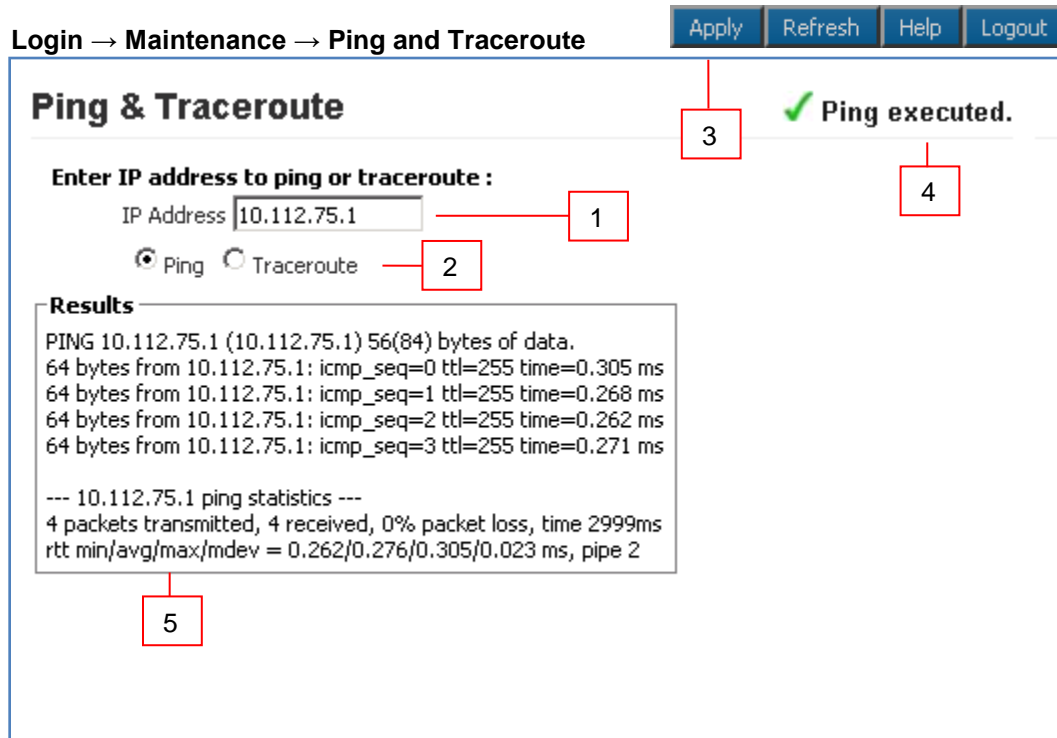 Login → Maintenance → Ping and Traceroute
Apply Refresh Help Logout
Ping & Traceroute
3
✓ Ping executed.
4
Enter IP address to ping or traceroute :
IP Address 10.112.75.1
1
Ping Traceroute
2
Results
PING 10.112.75.1 (10.112.75.1) 56(84) bytes of data.
64 bytes from 10.112.75.1: icmp_seq=0 ttl=255 time=0.305 ms
64 bytes from 10.112.75.1: icmp_seq=1 ttl=255 time=0.268 ms
64 bytes from 10.112.75.1: icmp_seq=2 ttl=255 time=0.262 ms
64 bytes from 10.112.75.1: icmp_seq=3 ttl=255 time=0.271 ms
--- 10.112.75.1 ping statistics ---
4 packets transmitted, 4 received, 0% packet loss, time 2999ms
rtt min/avg/max/mdev = 0.262/0.276/0.305/0.023 ms, pipe 2
5